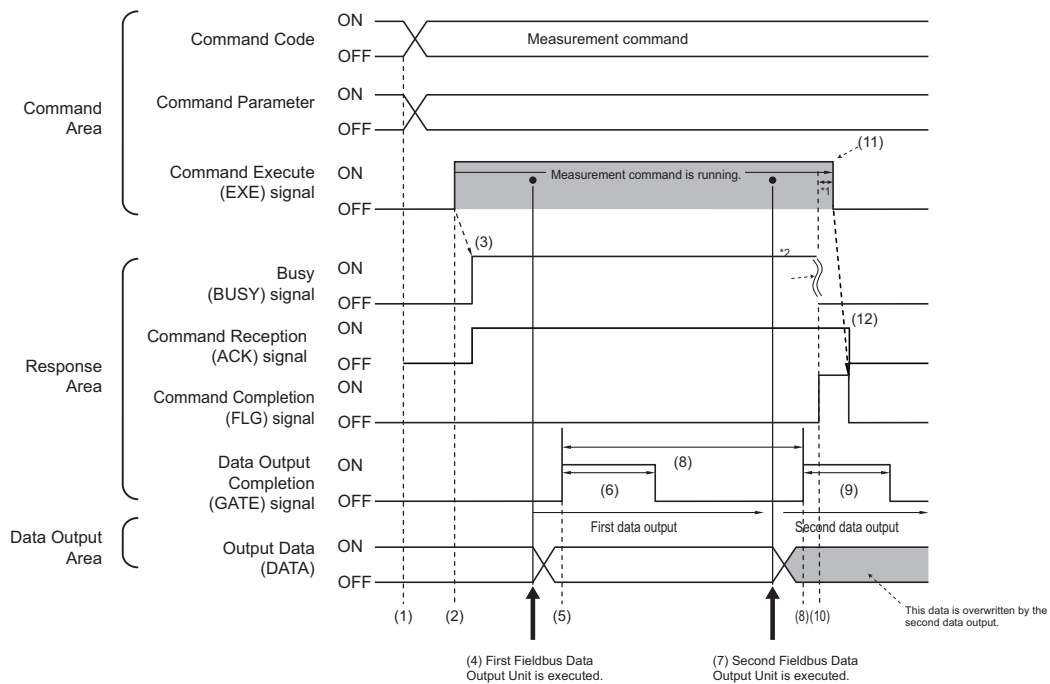 Command Area
Command Code
ON
OFF
Measurement command
Command Parameter
ON
OFF
Command Execute
(EXE) signal
ON
OFF
Measurement command is running.
*1
(11)
Response Area
Busy
(BUSY) signal
ON
OFF
(3)
*2
Command Reception
(ACK) signal
ON
OFF
(12)
Command Completion
(FLG) signal
ON
OFF
Data Output
Completion
(GATE) signal
ON
OFF
(8)
(6)
(9)
First data output
Second data output
Data Output Area
Output Data
(DATA)
ON
OFF
(1)
(2)
(5)
(8)
(10)
This data is overwritten by the
second data output.
(4) First Fieldbus Data
Output Unit is executed.
(7) Second Fieldbus Data
Output Unit is executed.